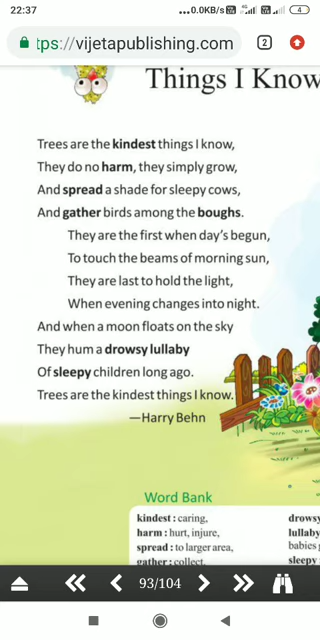 22:37
...0.0KB/s
4G
4
tps://vijetapublishing.com
2
Things I Know
Trees are the kindest things I know,
They do no harm, they simply grow,
And spread a shade for sleepy cows,
And gather birds among the boughs.
They are the first when day's begun,
To touch the beams of morning sun,
They are last to hold the light,
When evening changes into night.
And when a moon floats on the sky
They hum a drowsy lullaby
Of sleepy children long ago.
Trees are the kindest things I know.
—Harry Behn
Word Bank
kindest : caring,
harm : hurt, injure,
spread : to larger area,
gather : collect,
drowsy
lullaby
babies
sleepy
93/104